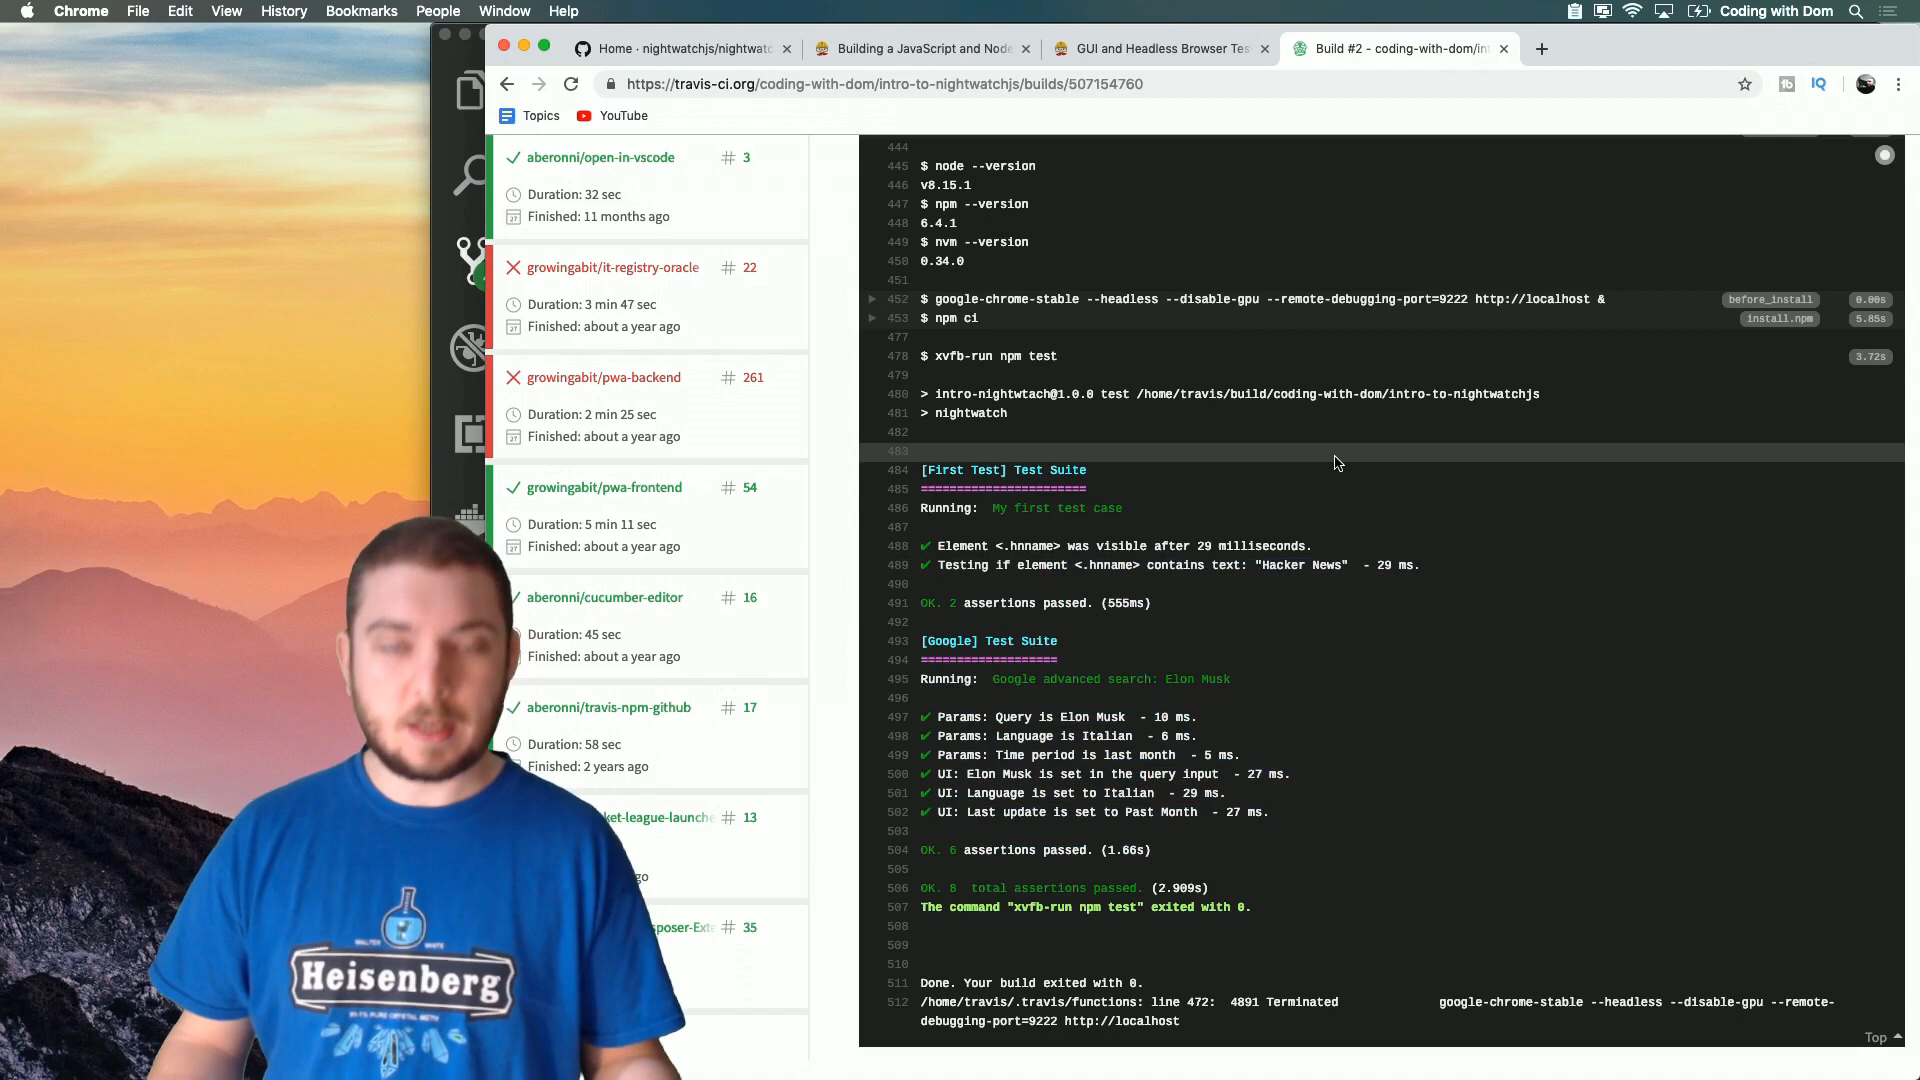 Chrome File Edit View History Bookmarks People Window Help
Coding with Dom
Home · nightwatchjs/nightwatc
Building a JavaScript and Node
GUI and Headless Browser Tes
Build #2 - coding-with-dom/int
https://travis-ci.org/coding-with-dom/intro-to-nightwatchjs/builds/507154760
Topics YouTube
aberonni/open-in-vscode # 3
Duration: 32 sec
Finished: 11 months ago
growingabit/it-registry-oracle # 22
Duration: 3 min 47 sec
Finished: about a year ago
growingabit/pwa-backend # 261
Duration: 2 min 25 sec
Finished: about a year ago
growingabit/pwa-frontend # 54
Duration: 5 min 11 sec
Finished: about a year ago
aberonni/cucumber-editor # 16
Duration: 45 sec
Finished: about a year ago
aberonni/travis-npm-github # 17
Duration: 58 sec
Finished: 2 years ago
ket-league-launche # 13
go
sposer-Exte # 35
444
445 $ node --version
446 v8.15.1
447 $ npm --version
448 6.4.1
449 $ nvm --version
450 0.34.0
451
452 $ google-chrome-stable --headless --disable-gpu --remote-debugging-port=9222 http://localhost & before_install 0.00s
453 $ npm ci install.npm 5.85s
477
478 $ xvfb-run npm test 3.72s
479
480 > intro-nightwtach@1.0.0 test /home/travis/build/coding-with-dom/intro-to-nightwatchjs
481 > nightwatch
482
483
484 [First Test] Test Suite
485 =======================
486 Running: My first test case
487
488 ✔ Element <.hnname> was visible after 29 milliseconds.
489 ✔ Testing if element <.hnname> contains text: "Hacker News" - 29 ms.
490
491 OK. 2 assertions passed. (555ms)
492
493 [Google] Test Suite
494 ===================
495 Running: Google advanced search: Elon Musk
496
497 ✔ Params: Query is Elon Musk - 10 ms.
498 ✔ Params: Language is Italian - 6 ms.
499 ✔ Params: Time period is last month - 5 ms.
500 ✔ UI: Elon Musk is set in the query input - 27 ms.
501 ✔ UI: Language is set to Italian - 29 ms.
502 ✔ UI: Last update is set to Past Month - 27 ms.
503
504 OK. 6 assertions passed. (1.66s)
505
506 OK. 8 total assertions passed. (2.909s)
507 The command "xvfb-run npm test" exited with 0.
508
509
510
511 Done. Your build exited with 0.
512 /home/travis/.travis/functions: line 472: 4891 Terminated google-chrome-stable --headless --disable-gpu --remote-
debugging-port=9222 http://localhost
Top
WALTER WHITE
Heisenberg